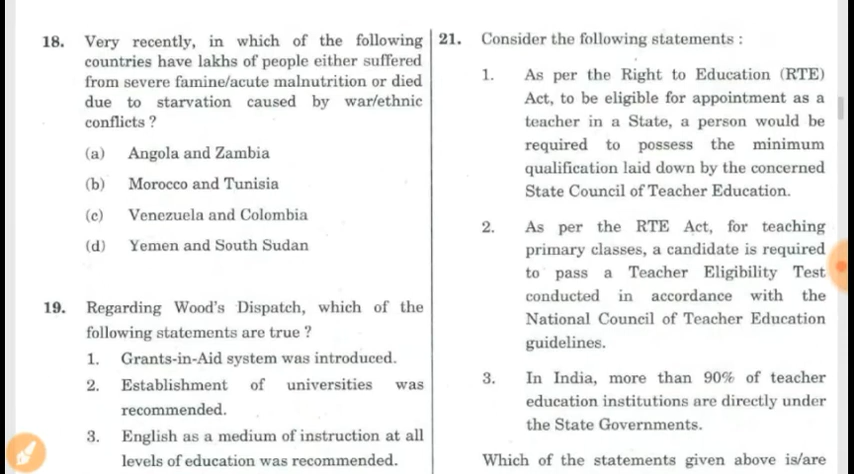 18. Very recently, in which of the following
countries have lakhs of people either suffered
from severe famine/acute malnutrition or died
due to starvation caused by war/ethnic
conflicts ?
(a) Angola and Zambia
(b) Morocco and Tunisia
(c) Venezuela and Colombia
(d) Yemen and South Sudan
19. Regarding Wood's Dispatch, which of the
following statements are true ?
1. Grants-in-Aid system was introduced.
2. Establishment of universities was
recommended.
3. English as a medium of instruction at all
levels of education was recommended.
21. Consider the following statements :
1. As per the Right to Education (RTE)
Act, to be eligible for appointment as a
teacher in a State, a person would be
required to possess the minimum
qualification laid down by the concerned
State Council of Teacher Education.
2. As per the RTE Act, for teaching
primary classes, a candidate is required
to pass a Teacher Eligibility Test
conducted in accordance with the
National Council of Teacher Education
guidelines.
3. In India, more than 90% of teacher
education institutions are directly under
the State Governments.
Which of the statements given above is/are